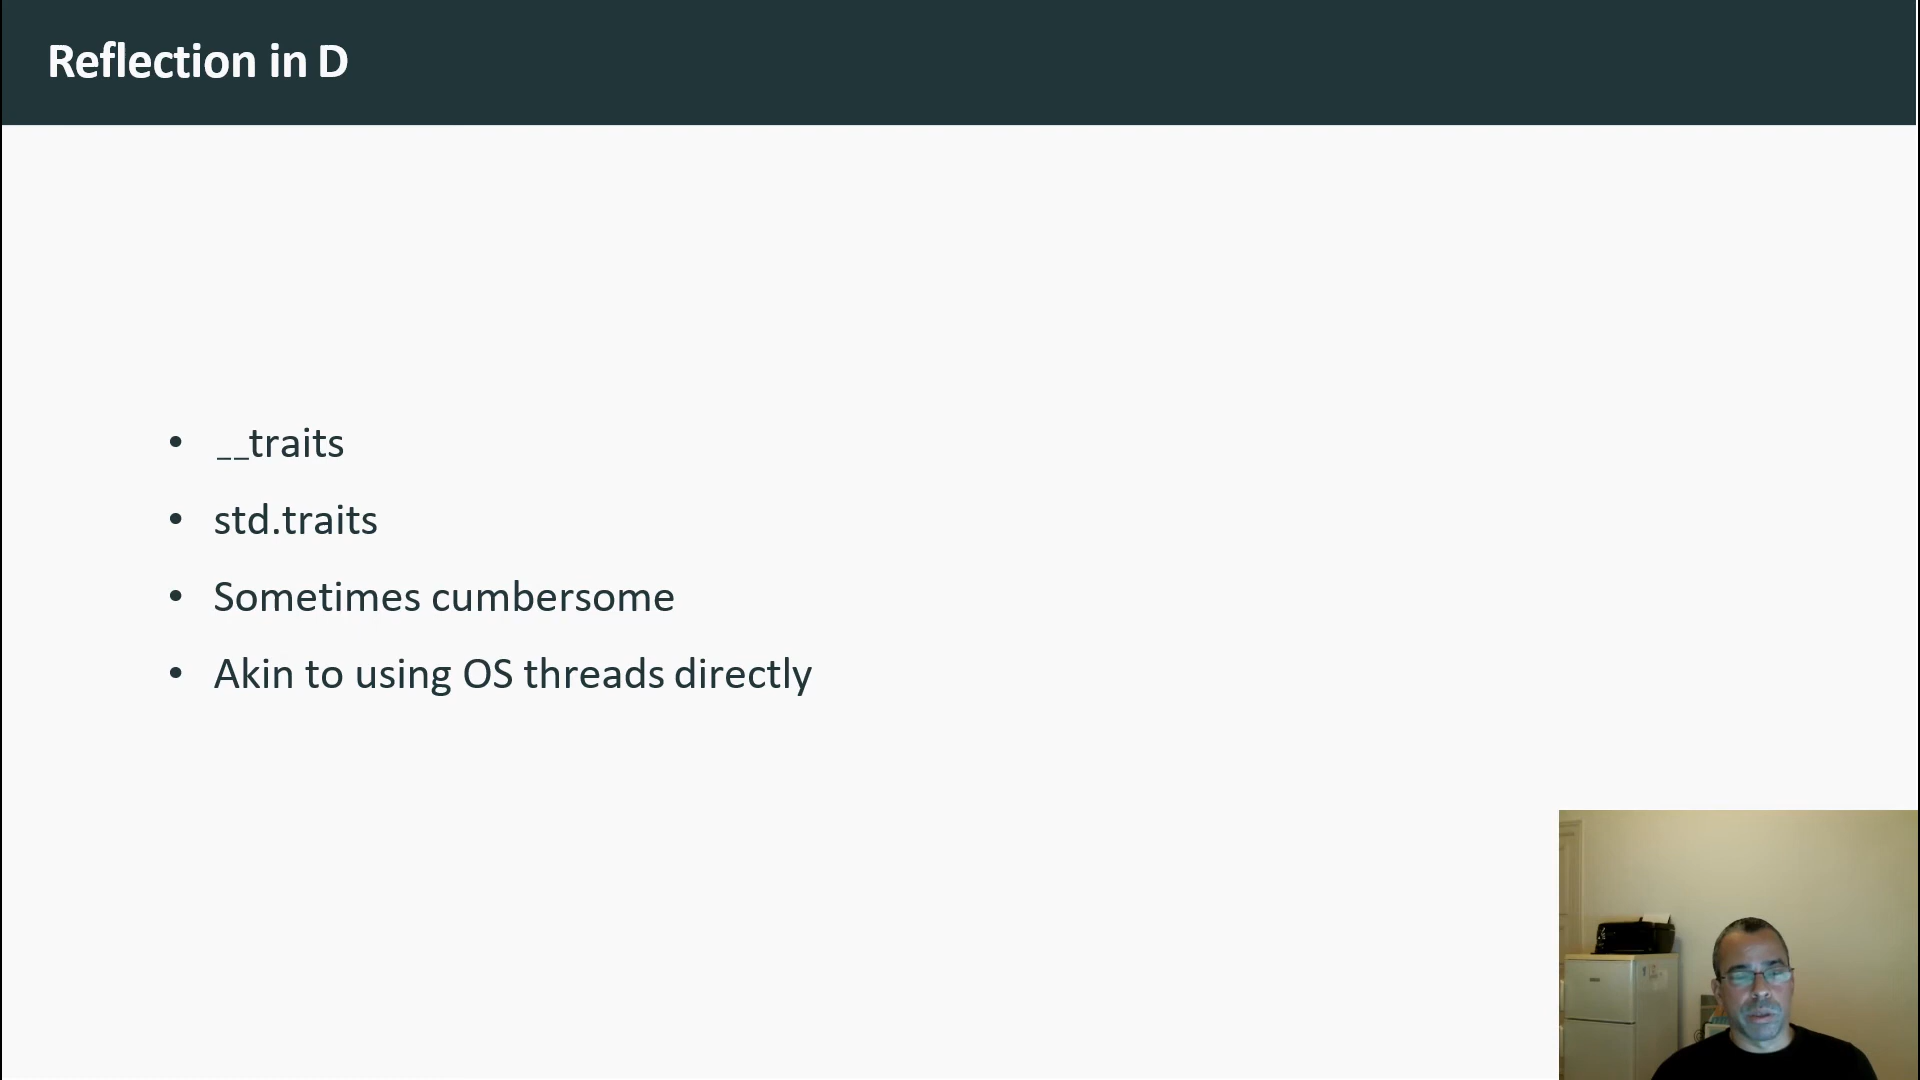 Reflection in D
• __traits
• std.traits
• Sometimes cumbersome
• Akin to using OS threads directly